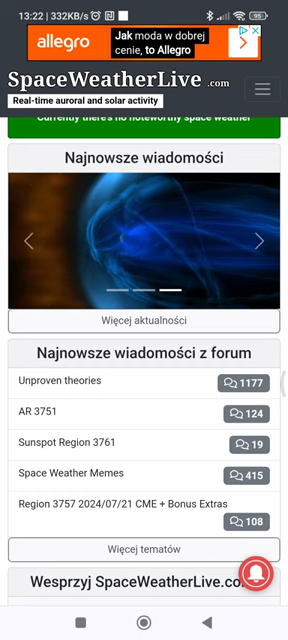 13:22 | 332KB/s
95
allegro
Jak moda w dobrej
cenie, to Allegro
SpaceWeatherLive .com
Real-time auroral and solar activity
Currently there's no noteworthy space weather
Najnowsze wiadomości
Więcej aktualności
Najnowsze wiadomości z forum
Unproven theories
1177
AR 3751
124
Sunspot Region 3761
19
Space Weather Memes
415
Region 3757 2024/07/21 CME + Bonus Extras
108
Więcej tematów
Wesprzyj SpaceWeatherLive.co